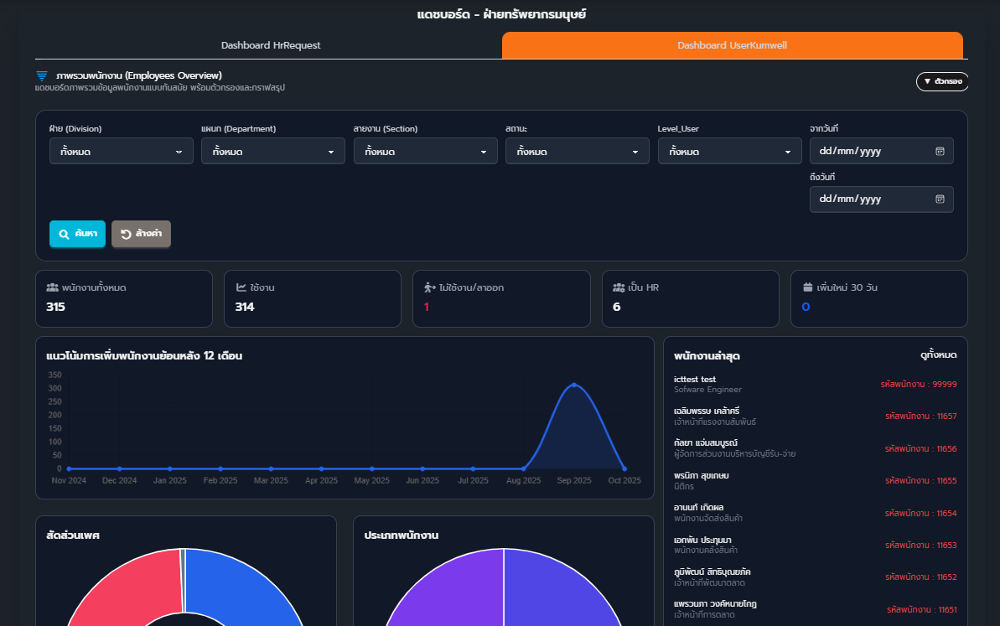 แดชบอร์ด - ฝ่ายทรัพยากรมนุษย์
Dashboard HrRequest
Dashboard UserKumwell
ภาพรวมพนักงาน (Employees Overview)
แดชบอร์ดภาพรวมข้อมูลพนักงานแบบทันสมัย พร้อมตัวกรองและกราฟสรุป
▼ ตัวกรอง
ฝ่าย (Division)
แผนก (Department)
สายงาน (Section)
สถานะ
Level_User
จากวันที่
ทั้งหมด
ทั้งหมด
ทั้งหมด
ทั้งหมด
ทั้งหมด
dd/mm/yyyy
ถึงวันที่
dd/mm/yyyy
ค้นหา
ล้างค่า
พนักงานทั้งหมด
315
ใช้งาน
314
ไม่ใช้งาน/ลาออก
1
เป็น HR
6
เพิ่มใหม่ 30 วัน
0
แนวโน้มการเพิ่มพนักงานย้อนหลัง 12 เดือน
350
300
250
200
150
100
50
0
Nov 2024 Dec 2024 Jan 2025 Feb 2025 Mar 2025 Apr 2025 May 2025 Jun 2025 Jul 2025 Aug 2025 Sep 2025 Oct 2025
พนักงานล่าสุด
ดูทั้งหมด
icttest test
Sofware Engineer
รหัสพนักงาน : 99999
เฉลิมพรรษ เคล้าศรี
เจ้าหน้าที่แรงงานสัมพันธ์
รหัสพนักงาน : 11657
กัลยา แจ่มสมบูรณ์
ผู้จัดการส่วนงานบริหารบัญชีรับ-จ่าย
รหัสพนักงาน : 11656
พรนิภา สุขเกษม
นิติกร
รหัสพนักงาน : 11655
อานนท์ เกิดผล
พนักงานจัดส่งสินค้า
รหัสพนักงาน : 11654
เอกพัน ประทุมมา
พนักงานคลังสินค้า
รหัสพนักงาน : 11653
ภูมิพัฒน์ สิทธิบุณยภัค
เจ้าหน้าที่พัฒนาตลาด
รหัสพนักงาน : 11652
แพรวนภา วงค์หนายโกฎ
เจ้าหน้าที่การตลาด
รหัสพนักงาน : 11651
สัดส่วนเพศ
ประเภทพนักงาน